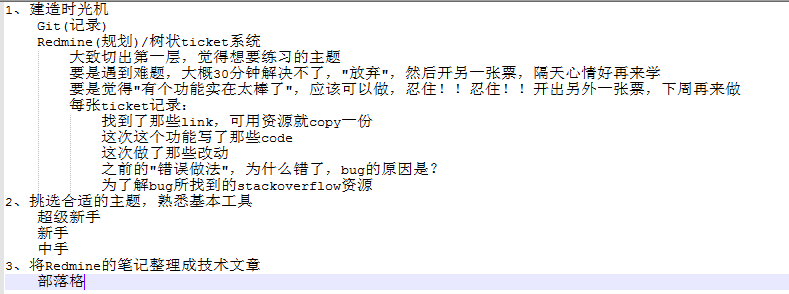 1、建造时光机
Git(记录)
Redmine(规划)/树状ticket系统
大致切出第一层，觉得想要练习的主题
要是遇到难题，大概30分钟解决不了，"放弃"，然后开另一张票，隔天心情好再来学
要是觉得"有个功能实在太棒了"，应该可以做，忍住！！忍住！！开出另外一张票，下周再来做
每张ticket记录：
找到了那些link，可用资源就copy一份
这次这个功能写了那些code
这次做了那些改动
之前的"错误做法"，为什么错了，bug的原因是？
为了解bug所找到的stackoverflow资源
2、挑选合适的主题，熟悉基本工具
超级新手
新手
中手
3、将Redmine的笔记整理成技术文章
部落格